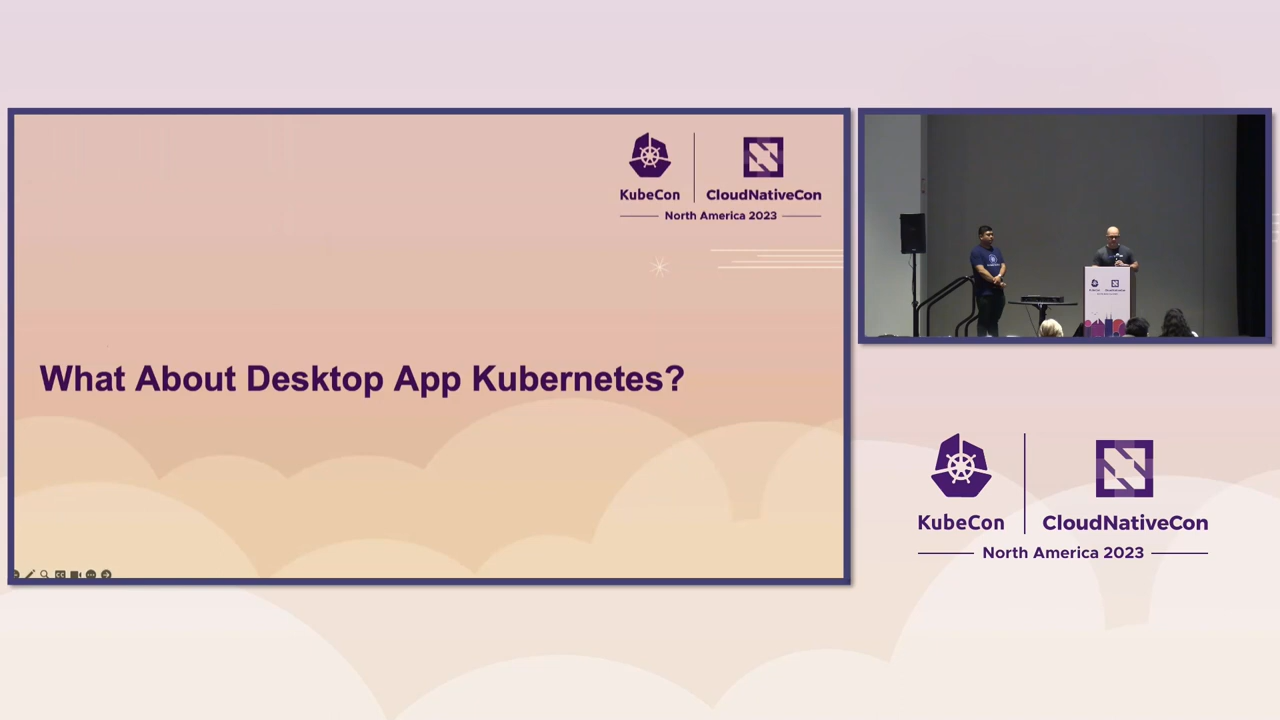 KubeCon
CloudNativeCon
North America 2023
What About Desktop App Kubernetes?
KubeCon
CloudNativeCon
North America 2023